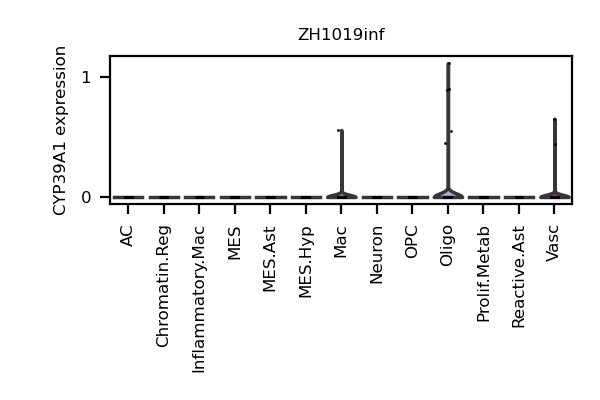 ZH1019inf
CYP39A1 expression
1
0
AC
Chromatin.Reg
Inflammatory.Mac
MES
MES.Ast
MES.Hyp
Mac
Neuron
OPC
Oligo
Prolif.Metab
Reactive.Ast
Vasc